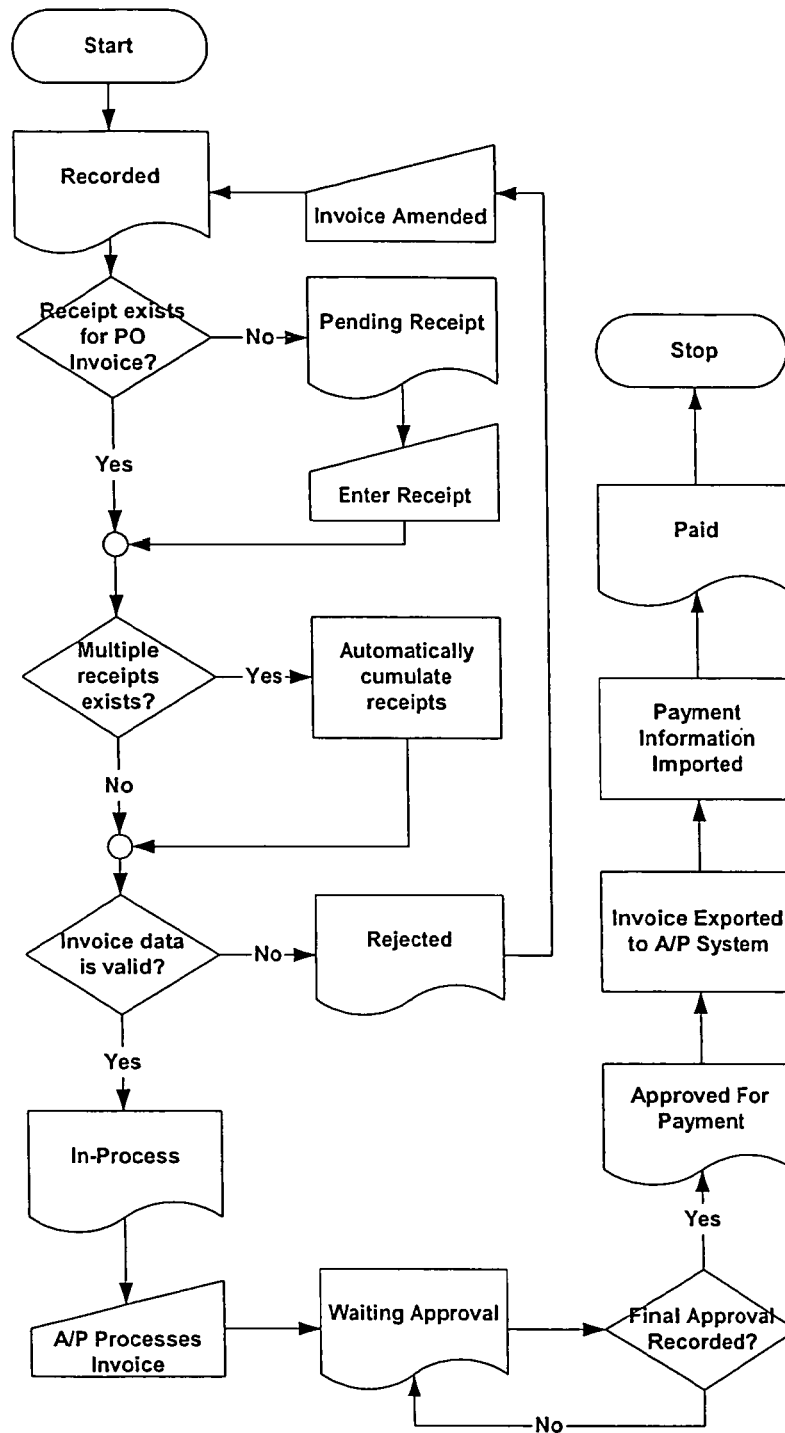 Start
Recorded
Invoice Amended
Receipt exists
for PO
Invoice?
No
Pending Receipt
Stop
Yes
Enter Receipt
Paid
Multiple
receipts
exists?
Yes
Automatically
cumulate
receipts
Payment
Information
Imported
No
Invoice data
is valid?
No
Rejected
Invoice Exported
to A/P System
Yes
Approved For
Payment
In-Process
Yes
A/P Processes
Invoice
Waiting Approval
Final Approval
Recorded?
No